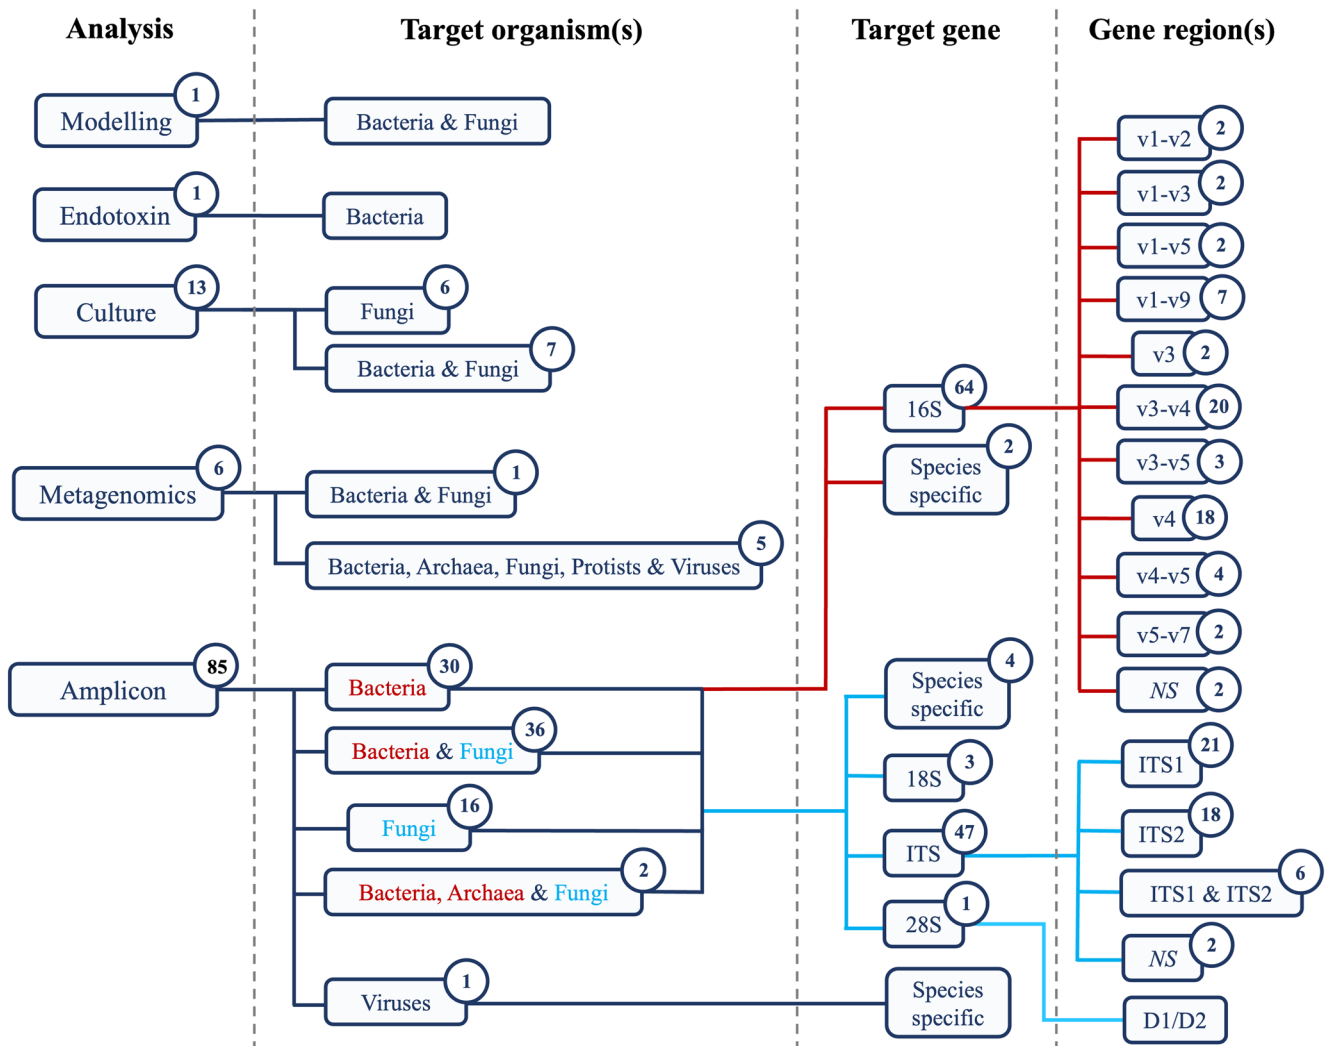 Analysis
Target organism(s)
Target gene
Gene region(s)
Modelling
1
Bacteria & Fungi
Endotoxin
1
Bacteria
Culture
13
Fungi
6
Bacteria & Fungi
7
Metagenomics
6
Bacteria & Fungi
1
Bacteria, Archaea, Fungi, Protists & Viruses
5
Amplicon
85
Bacteria
30
Bacteria & Fungi
36
Fungi
16
Bacteria, Archaea & Fungi
2
Viruses
1
16S
64
Species
specific
2
Species
specific
4
18S
3
ITS
47
28S
1
Species
specific
v1-v2
2
v1-v3
2
v1-v5
2
v1-v9
7
v3
2
v3-v4
20
v3-v5
3
v4
18
v4-v5
4
v5-v7
2
NS
2
ITS1
21
ITS2
18
ITS1 & ITS2
6
NS
2
D1/D2